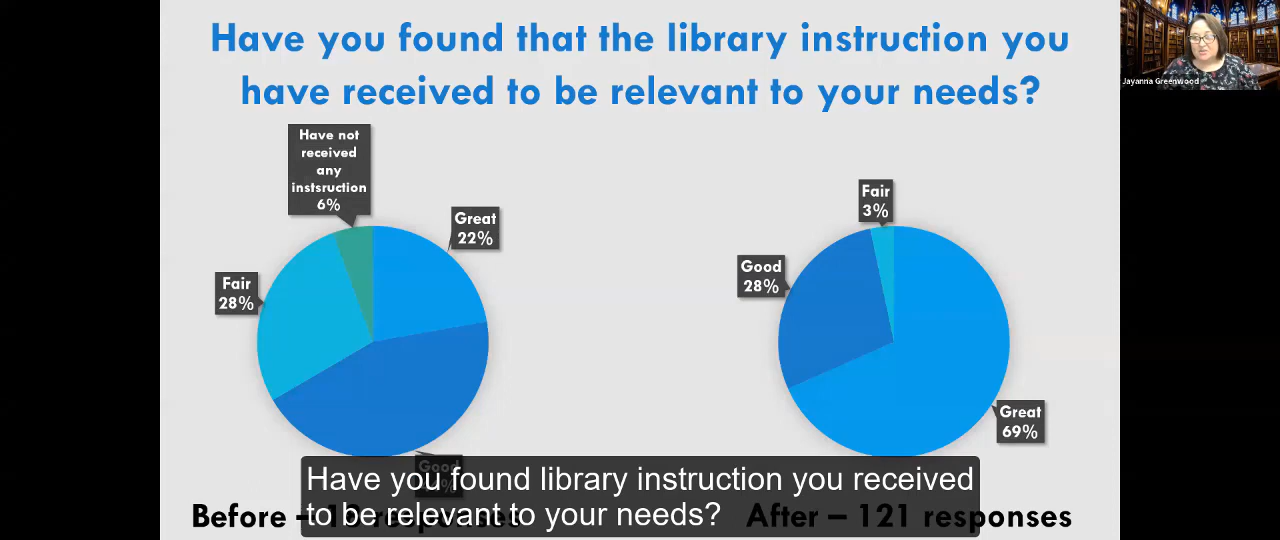 Have you found that the library instruction you
have received to be relevant to your needs?
Jayanna Greenwood
Have not
received
any
instsruction
6%
Great
22%
Fair
28%
Good
Fair
3%
Good
28%
Great
69%
Have you found library instruction you received
to be relevant to your needs?
Before – responses
After – 121 responses